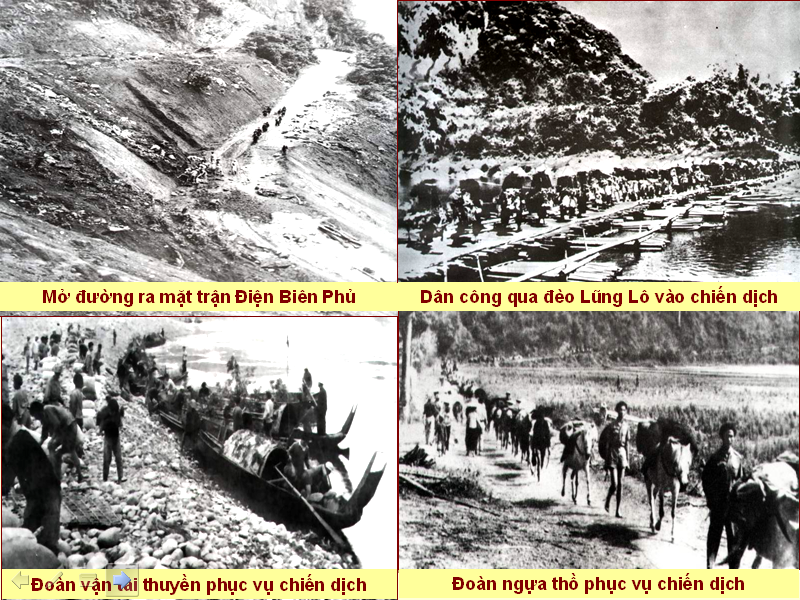 Mở đường ra mặt trận Điện Biên Phủ
Dân công qua đèo Lũng Lô vào chiến dịch
Đoẩn vận tải thuyền phục vụ chiến dịch
Đoàn ngựa thồ phục vụ chiến dịch